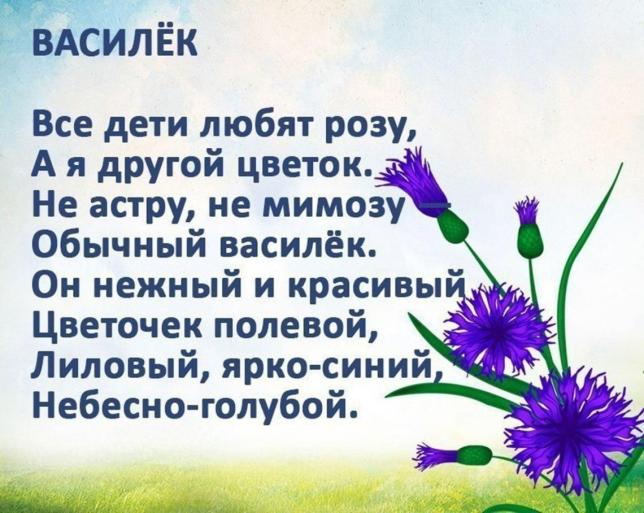 ВАСИЛЁК
Все дети любят розу,
А я другой цветок.
Не астру, не мимозу —
Обычный василёк.
Он нежный и красивый
Цветочек полевой,
Лиловый, ярко-синий,
Небесно-голубой.